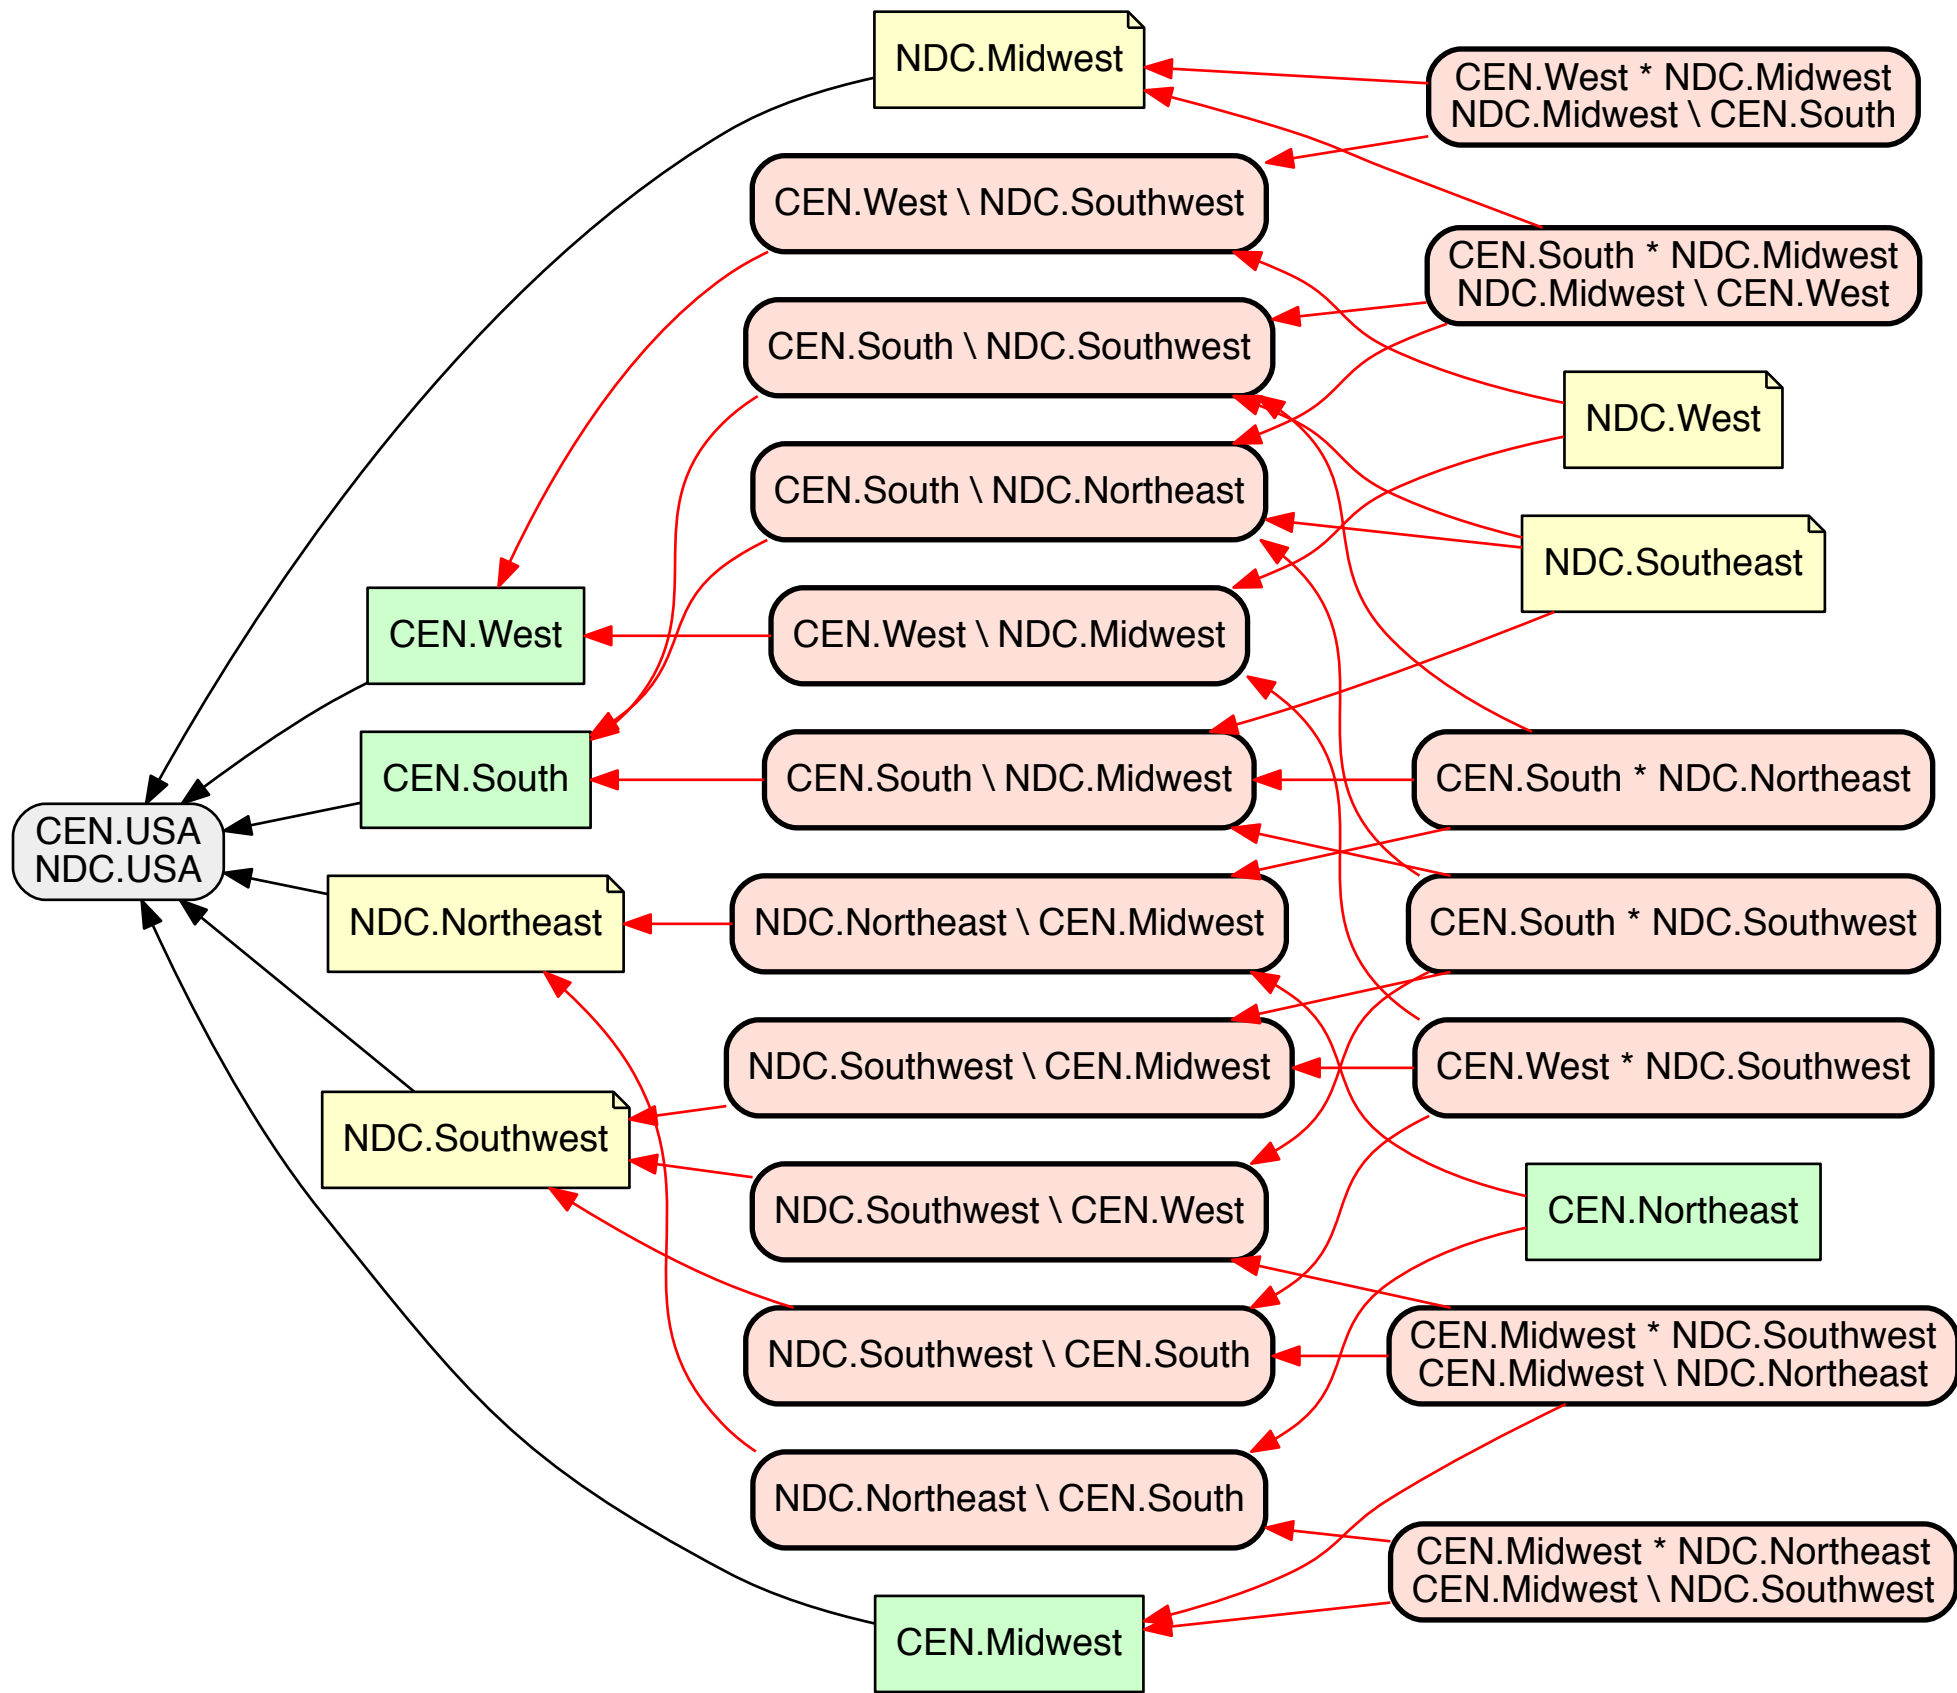 CEN.USA
NDC.USA
CEN.West
CEN.South
NDC.Northeast
NDC.Southwest
NDC.Midwest
CEN.West \ NDC.Southwest
CEN.South \ NDC.Southwest
CEN.South \ NDC.Northeast
CEN.West \ NDC.Midwest
CEN.South \ NDC.Midwest
NDC.Northeast \ CEN.Midwest
NDC.Southwest \ CEN.Midwest
NDC.Southwest \ CEN.West
NDC.Southwest \ CEN.South
NDC.Northeast \ CEN.South
CEN.Midwest
CEN.West * NDC.Midwest
NDC.Midwest \ CEN.South
CEN.South * NDC.Midwest
NDC.Midwest \ CEN.West
NDC.West
NDC.Southeast
CEN.South * NDC.Northeast
CEN.South * NDC.Southwest
CEN.West * NDC.Southwest
CEN.Northeast
CEN.Midwest * NDC.Southwest
CEN.Midwest \ NDC.Northeast
CEN.Midwest * NDC.Northeast
CEN.Midwest \ NDC.Southwest